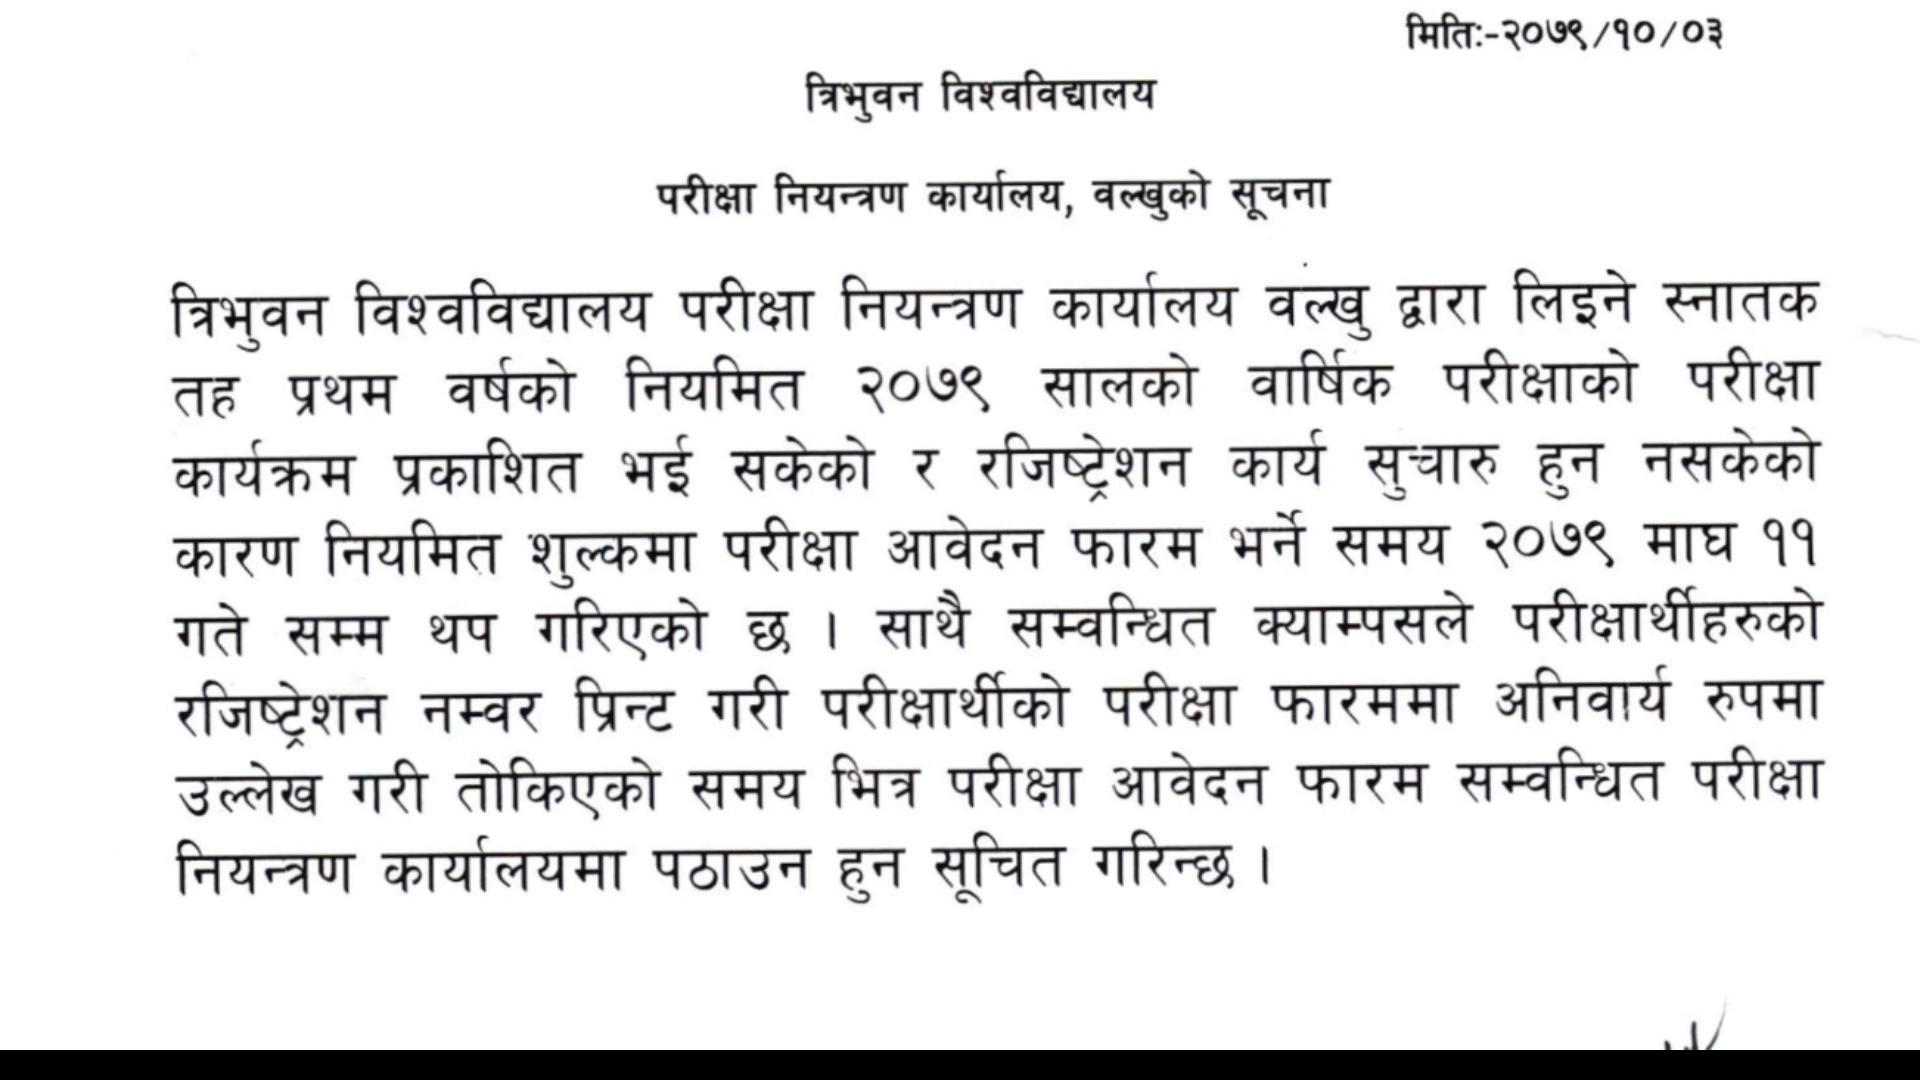 मितिः-२०७९/१०/०३
त्रिभुवन विश्वविद्यालय
परीक्षा नियन्त्रण कार्यालय, वल्खुको सूचना
त्रिभुवन विश्वविद्यालय परीक्षा नियन्त्रण कार्यालय वल्खु द्वारा लिइने स्नातक
तह प्रथम वर्षको नियमित २०७९ सालको वार्षिक परीक्षाको परीक्षा
कार्यक्रम प्रकाशित भई सकेको र रजिष्ट्रेशन कार्य सुचारु हुन नसकेको
कारण नियमित शुल्कमा परीक्षा आवेदन फारम भर्ने समय २०७९ माघ ११
गते सम्म थप गरिएको छ । साथै सम्वन्धित क्याम्पसले परीक्षार्थीहरुको
रजिष्ट्रेशन नम्वर प्रिन्ट गरी परीक्षार्थीको परीक्षा फारममा अनिवार्य रुपमा
उल्लेख गरी तोकिएको समय भित्र परीक्षा आवेदन फारम सम्वन्धित परीक्षा
नियन्त्रण कार्यालयमा पठाउन हुन सूचित गरिन्छ ।